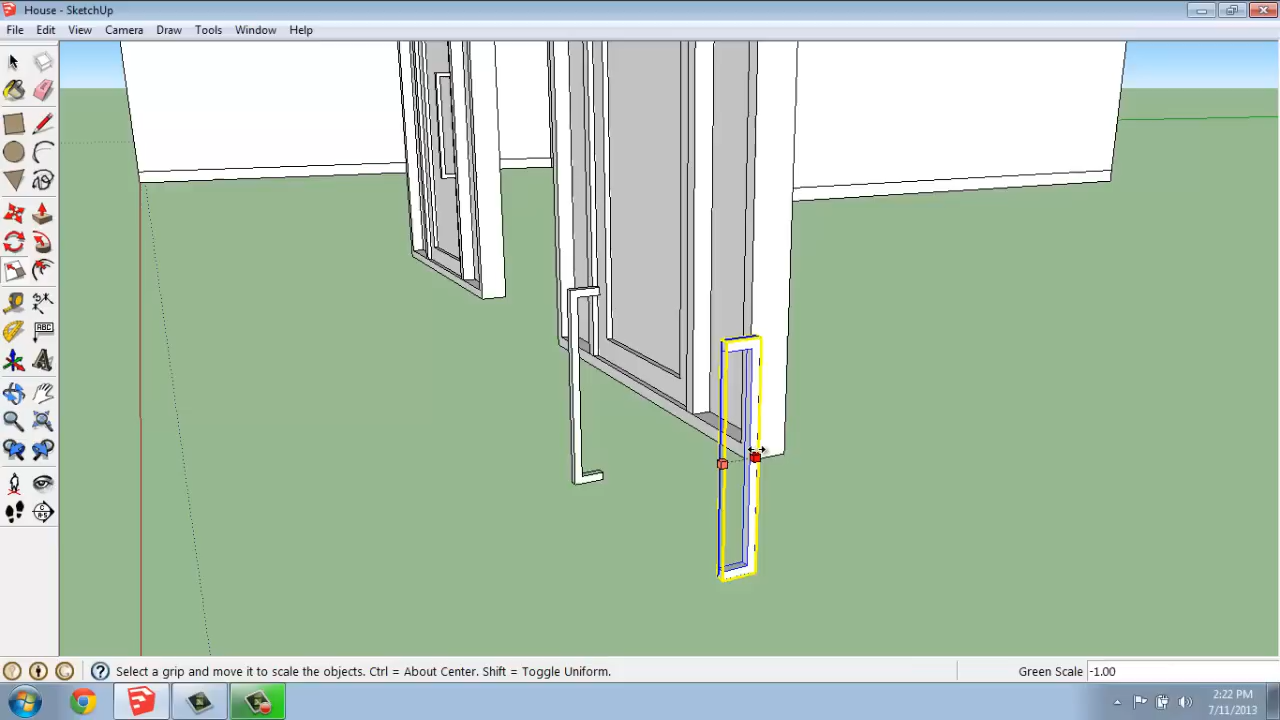 House - SketchUp
File Edit View Camera Draw Tools Window Help
ABC
Select a grip and move it to scale the objects. Ctrl = About Center. Shift = Toggle Uniform.
Green Scale -1.00
2:22 PM
7/11/2013